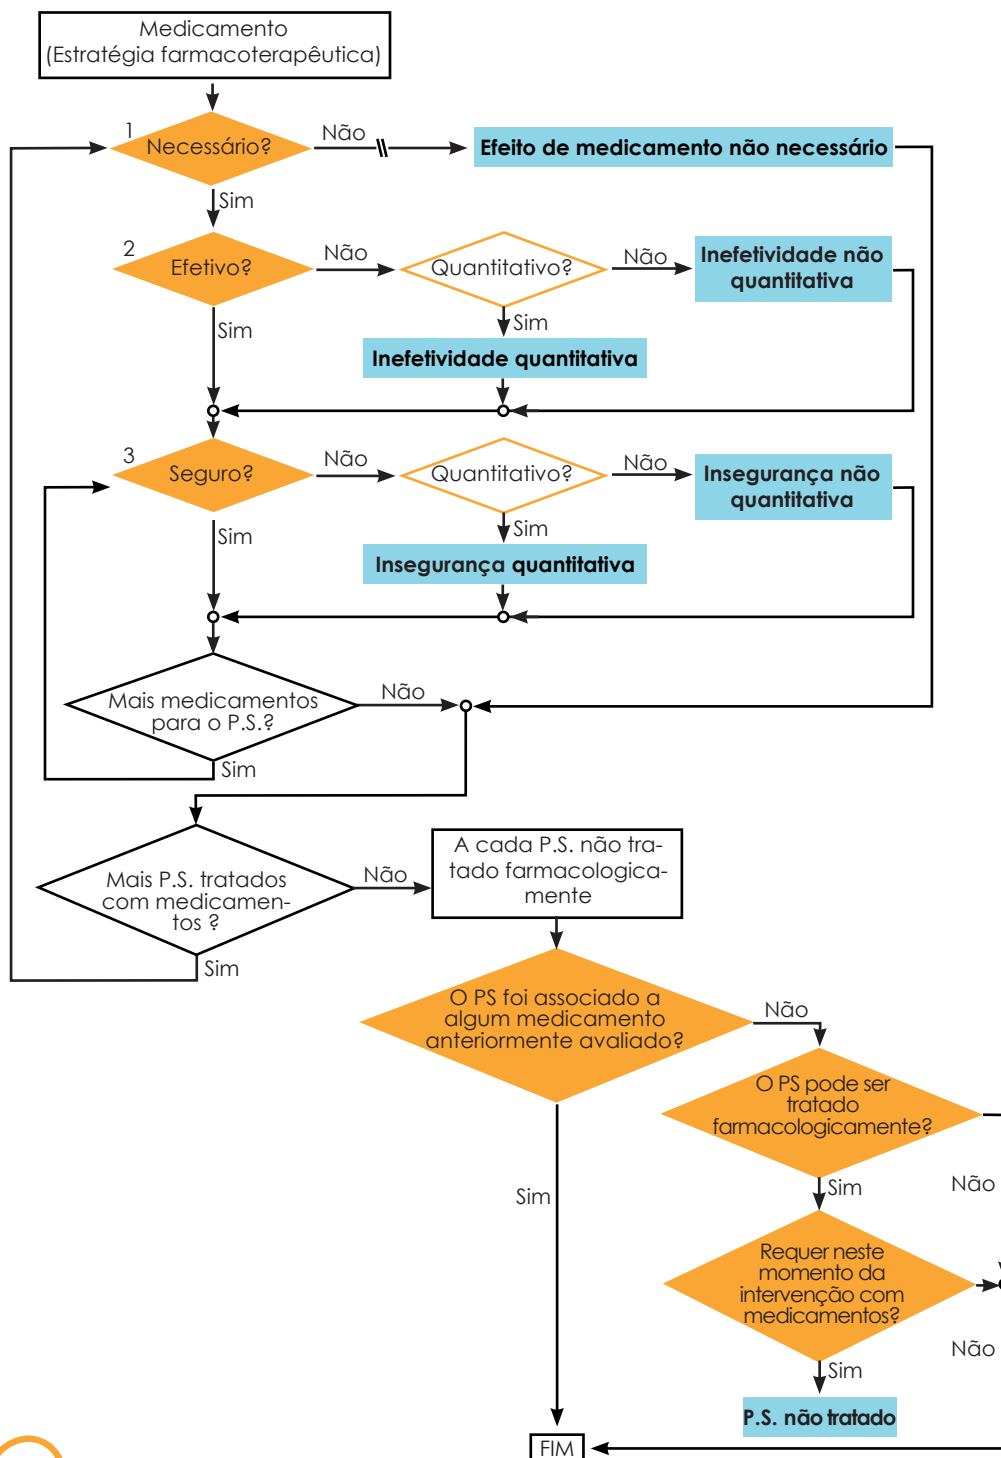 Medicamento
(Estratégia farmacoterapêutica)
1
Necessário?
Não
Efeito de medicamento não necessário
Sim
2
Efetivo?
Não
Quantitativo?
Não
Inefetividade não
quantitativa
Sim
Sim
Inefetividade quantitativa
3
Seguro?
Não
Quantitativo?
Não
Insegurança não
quantitativa
Sim
Sim
Insegurança quantitativa
Mais medicamentos
para o P.S.?
Não
Sim
Mais P.S. tratados
com medicamen-
tos ?
Não
Sim
A cada P.S. não tra-
tado farmacologica-
mente
O PS foi associado a
algum medicamento
anteriormente avaliado?
Não
Sim
O PS pode ser
tratado
farmacologicamente?
Não
Sim
Requer neste
momento da
intervenção com
medicamentos?
Não
Sim
P.S. não tratado
FIM